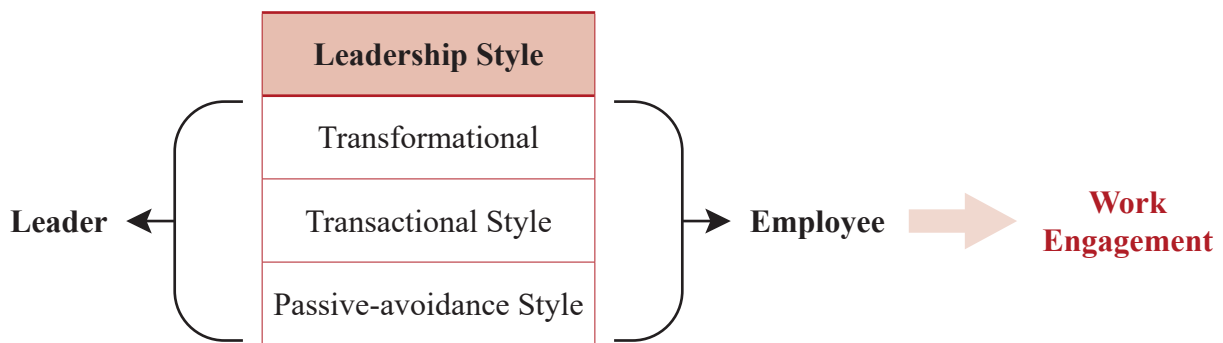 Leadership Style
Transformational
Transactional Style
Passive-avoidance Style
Leader
Employee
Work
Engagement